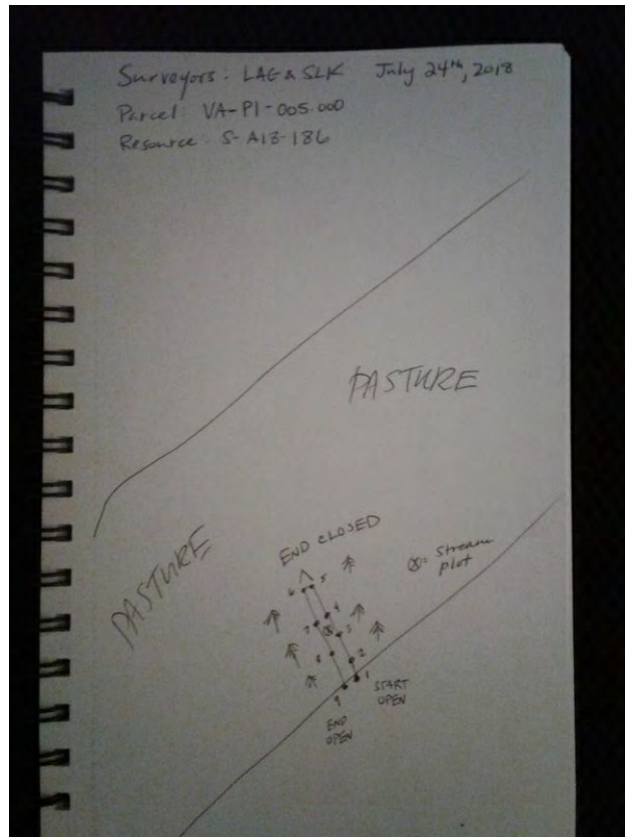 Surveyors: LAG & SLK July 24th, 2018
Parcel: VA-PI-005.000
Resource: S-A13-186
PASTURE
PASTURE
END CLOSED
⊗ = stream
plot
6 5
7 4
3
8 2
9 1
START
OPEN
END
OPEN